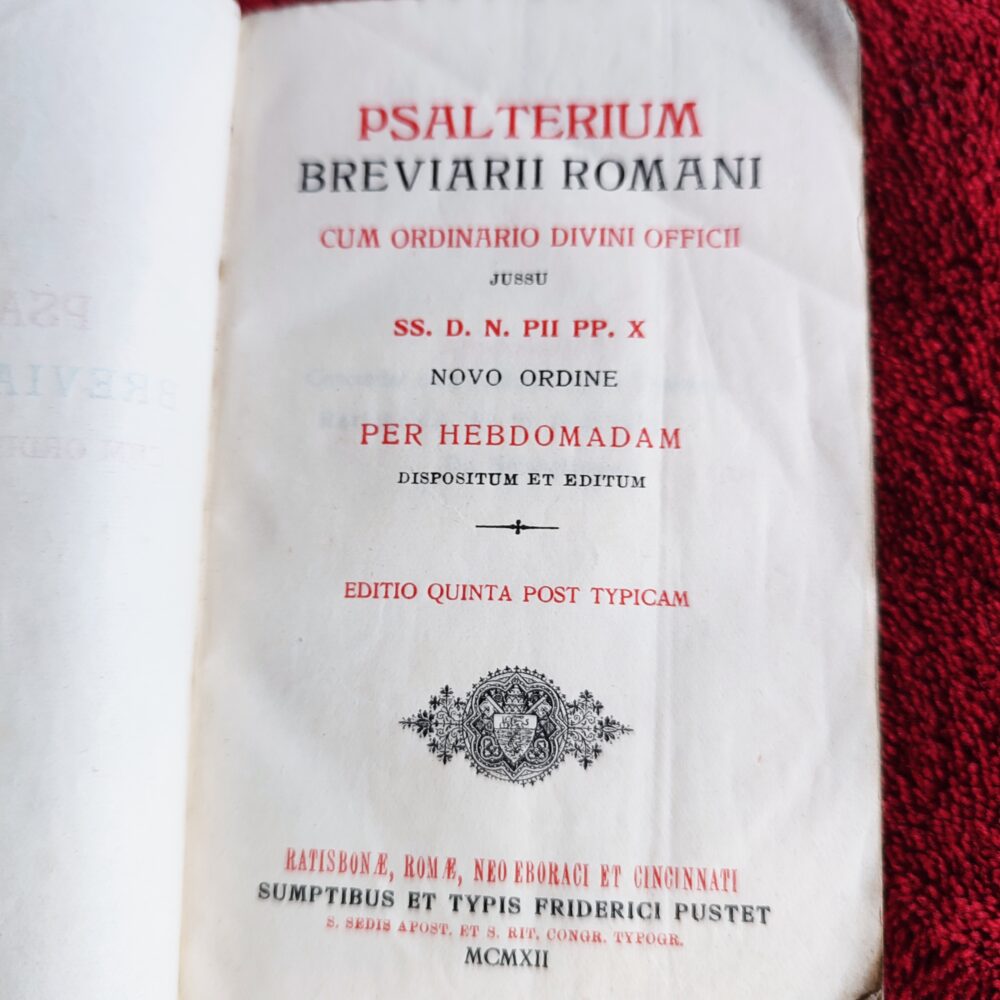 PSALTERIUM
BREVIARII ROMANI
CUM ORDINARIO DIVINI OFFICII
JUSSU
SS. D. N. PII PP. X
NOVO ORDINE
PER HEBDOMADAM
DISPOSITUM ET EDITUM
EDITIO QUINTA POST TYPICAM
RATISBONÆ, ROMÆ, NEO EBORACI ET CINCINNATI
SUMPTIBUS ET TYPIS FRIDERICI PUSTET
S. SEDIS APOST. ET S. RIT. CONGR. TYPOGR.
MCMXII